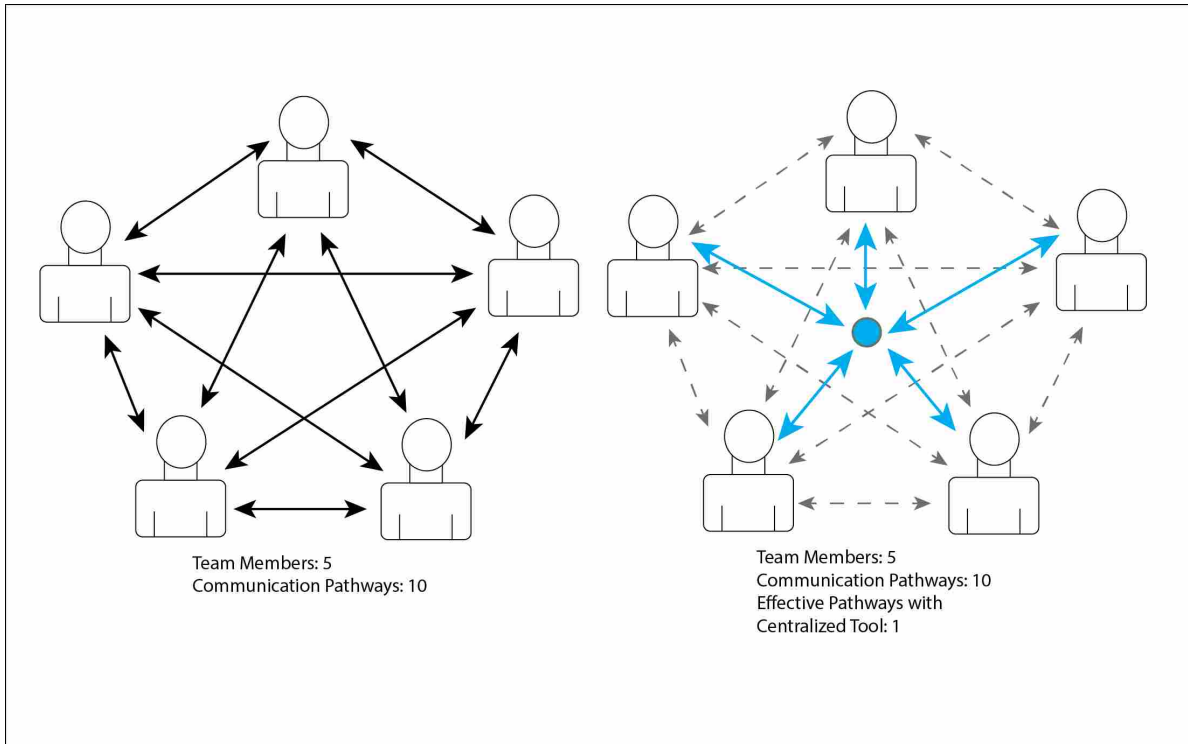 Team Members: 5
Communication Pathways: 10
Team Members: 5
Communication Pathways: 10
Effective Pathways with
Centralized Tool: 1